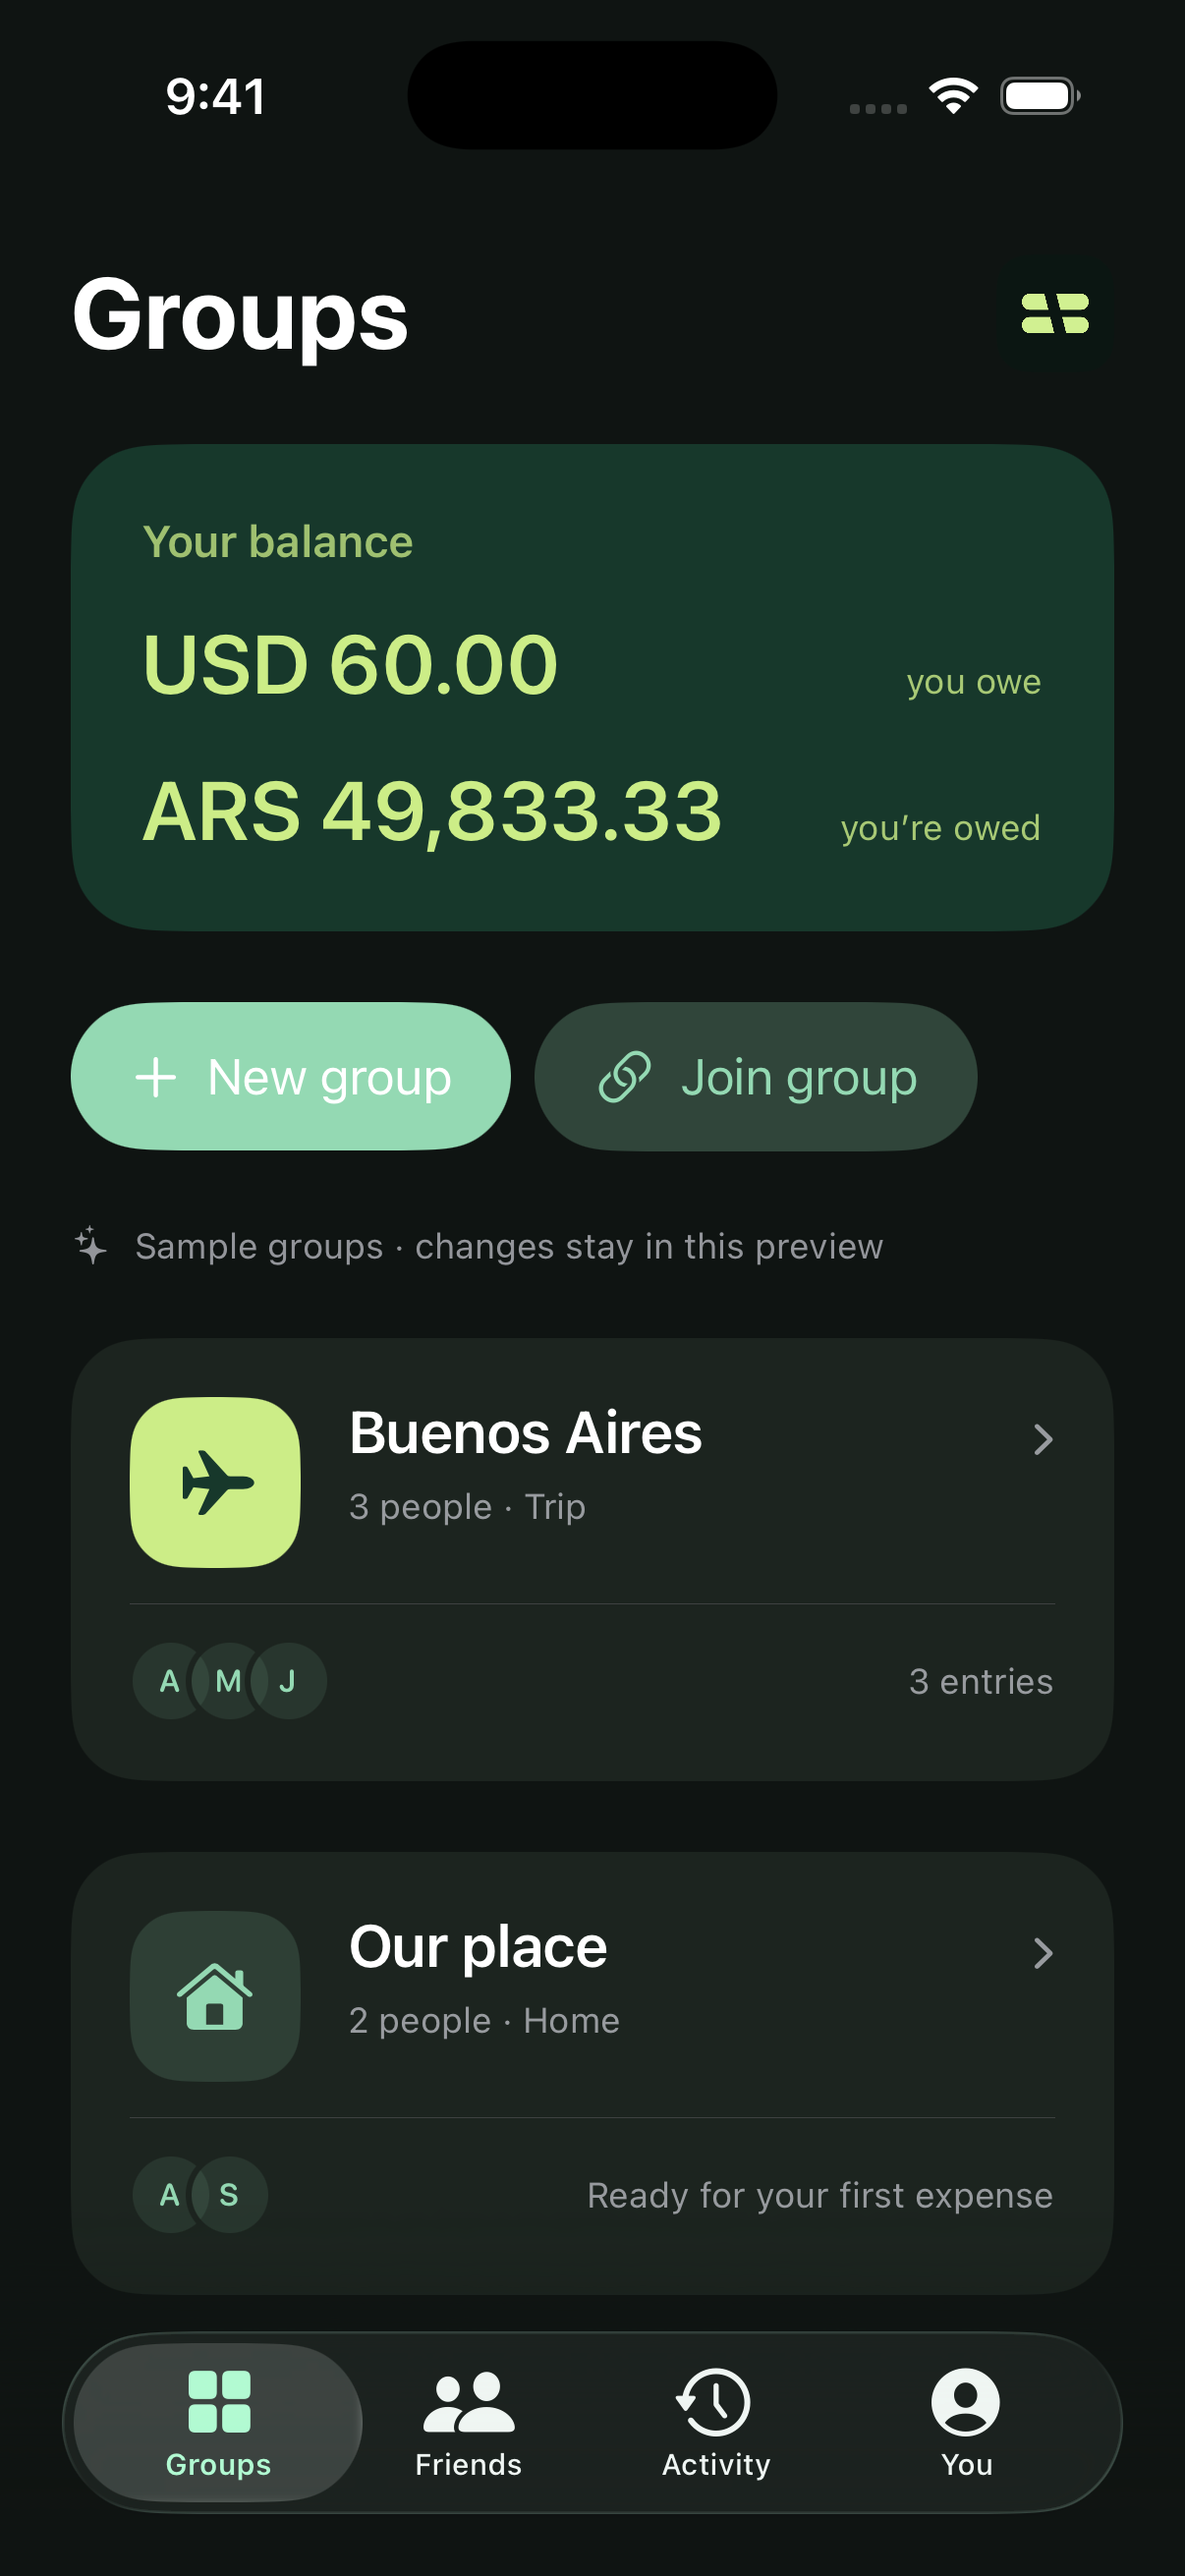 9:41
Groups
Your balance
USD 60.00 you owe
ARS 49,833.33 you’re owed
New group Join group
Sample groups · changes stay in this preview
Buenos Aires
3 people · Trip
A M J 3 entries
Our place
2 people · Home
A S Ready for your first expense
Groups Friends Activity You